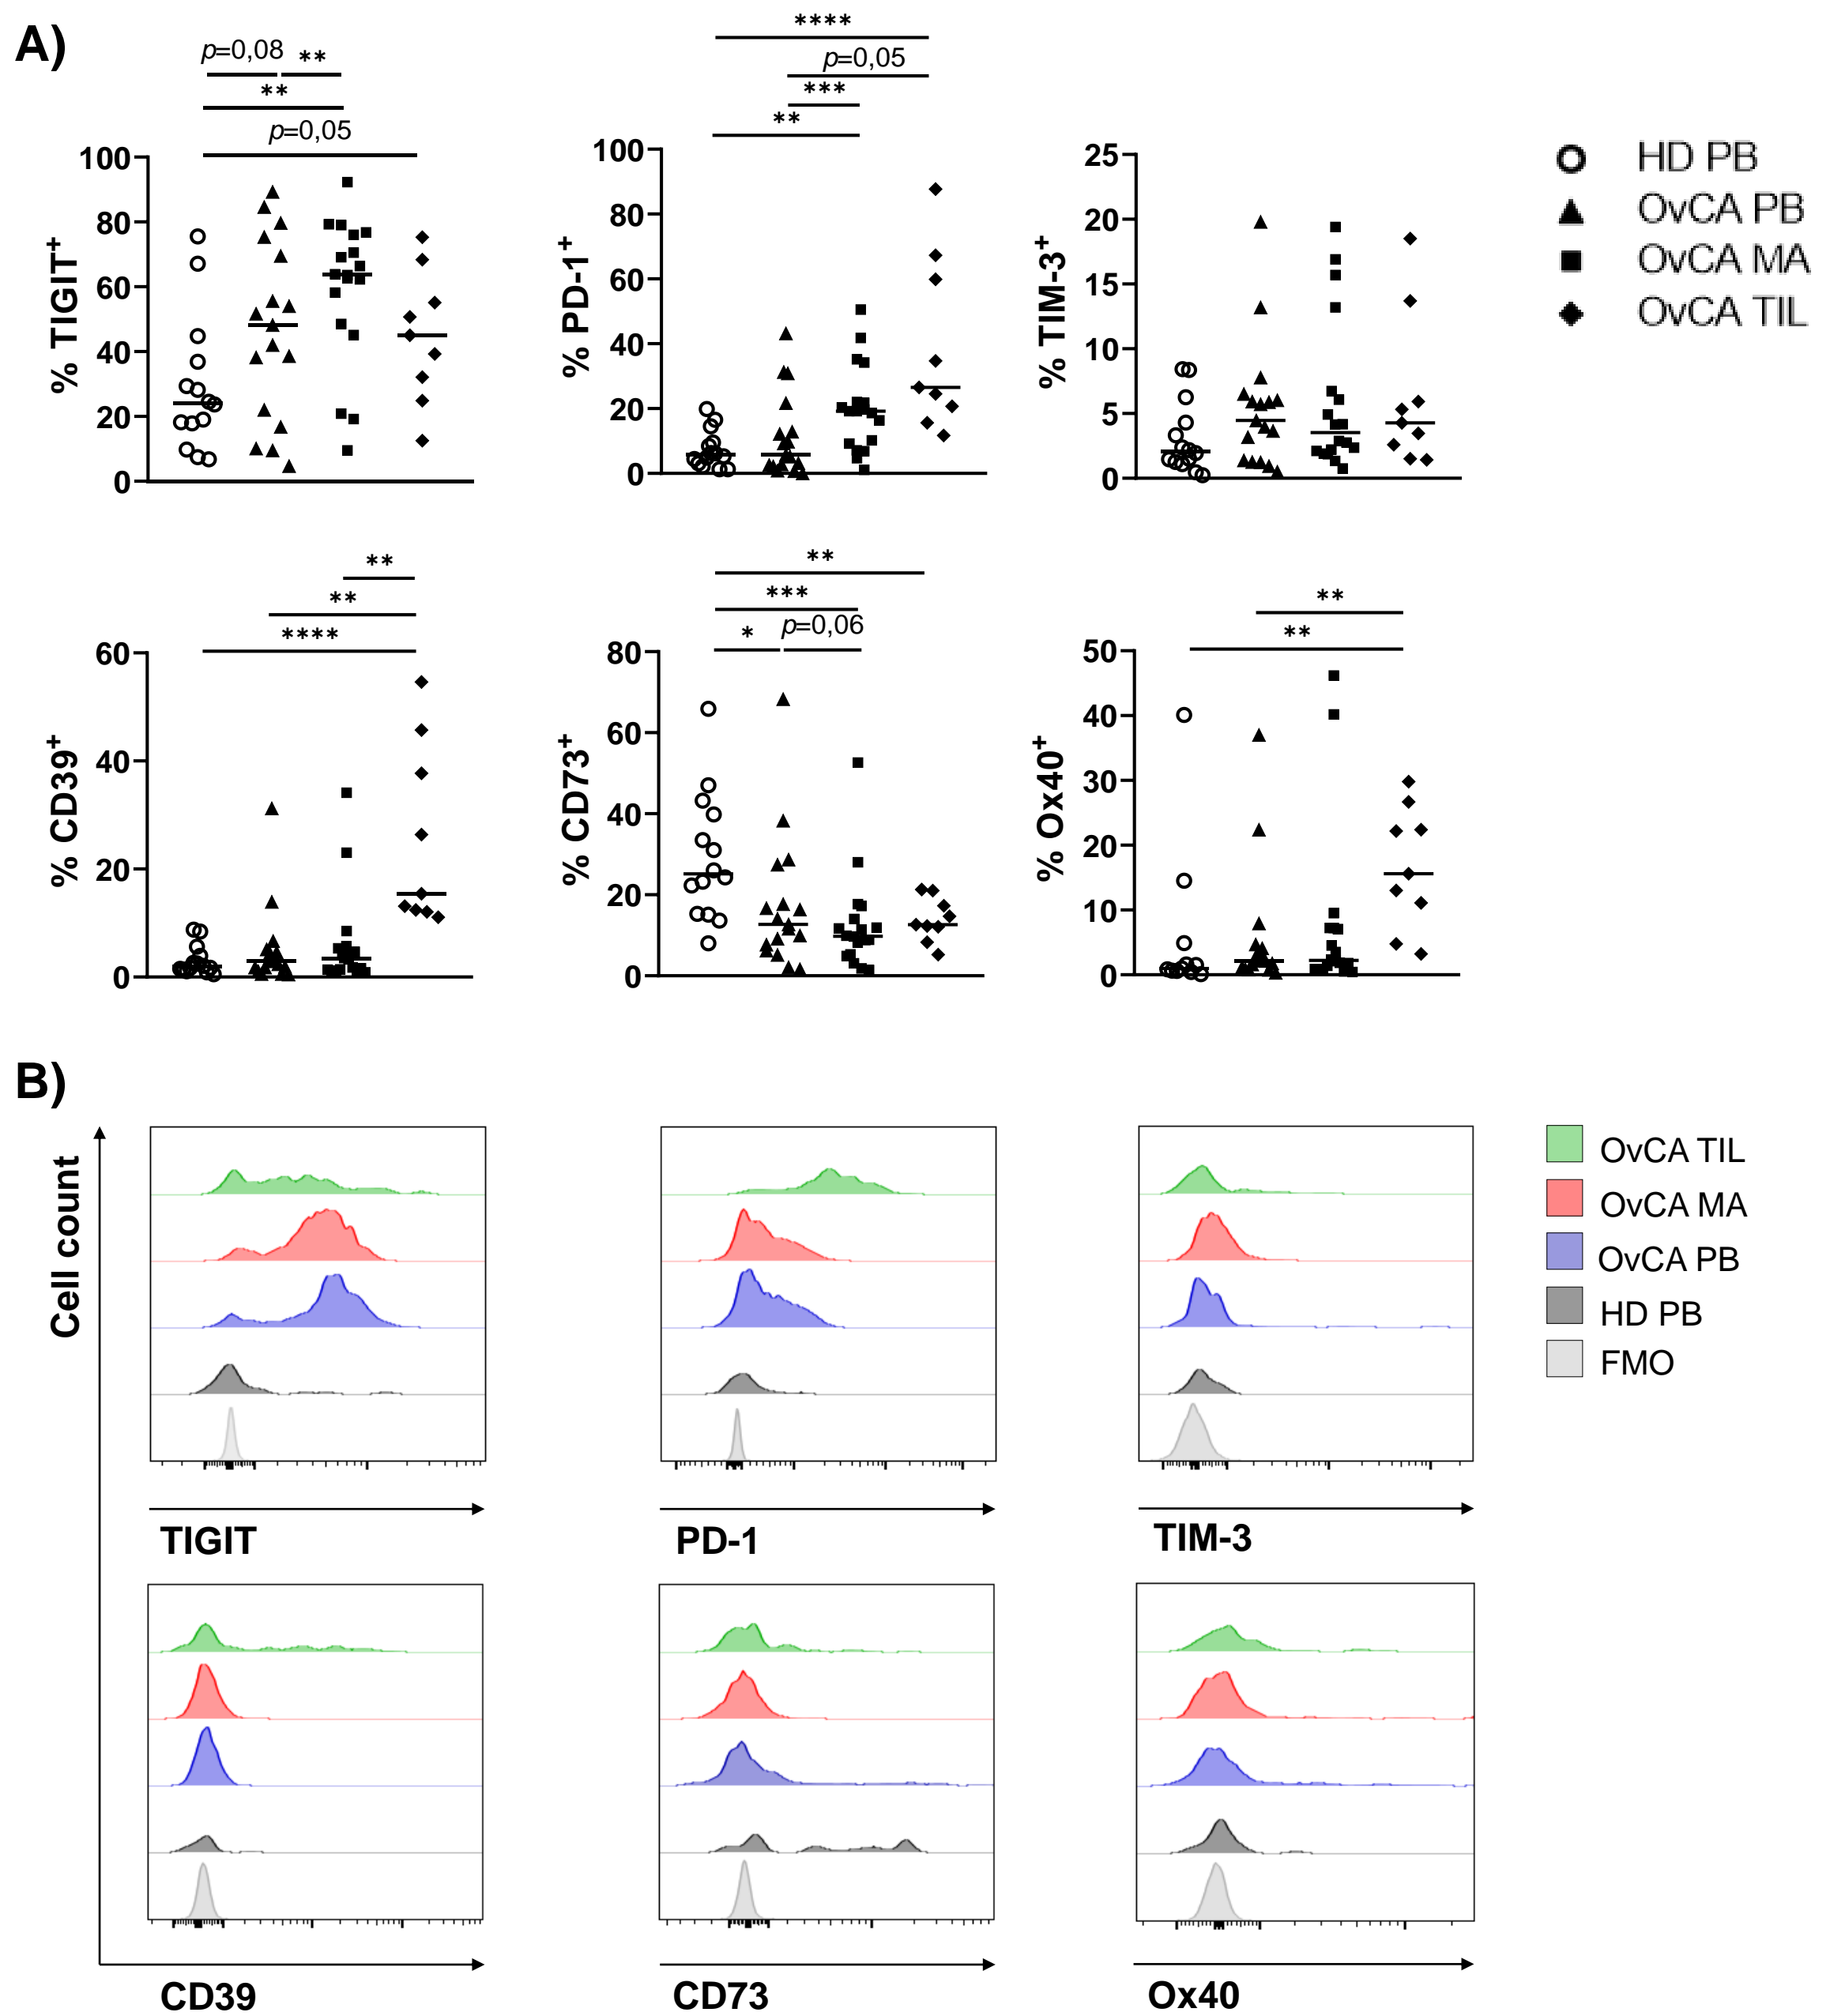 A)
p=0,08 **
**
p=0,05
% TIGIT+
100
80
60
40
20
0
****
p=0,05
***
**
% PD-1+
100
80
60
40
20
0
% TIM-3+
25
20
15
10
5
0
HD PB
OvCA PB
OvCA MA
OvCA TIL
**
**
****
% CD39+
60
40
20
0
**
***
* p=0,06
% CD73+
80
60
40
20
0
**
**
% Ox40+
50
40
30
20
10
0
B)
Cell count
TIGIT
PD-1
TIM-3
OvCA TIL
OvCA MA
OvCA PB
HD PB
FMO
CD39
CD73
Ox40